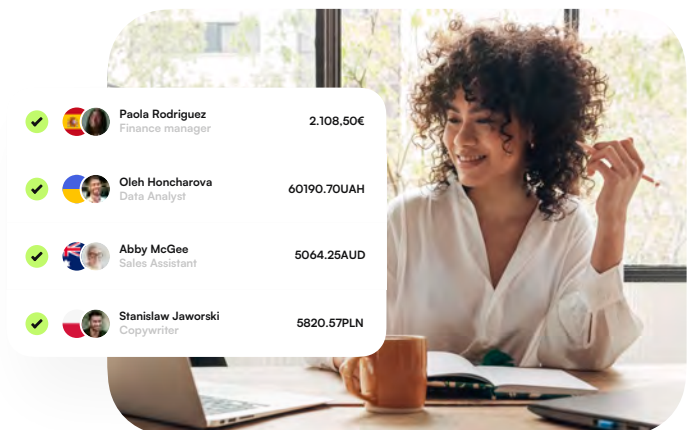 Paola Rodriguez
Finance manager
2.108,50€
Oleh Honcharova
Data Analyst
60190.70UAH
Abby McGee
Sales Assistant
5064.25AUD
Stanislaw Jaworski
Copywriter
5820.57PLN